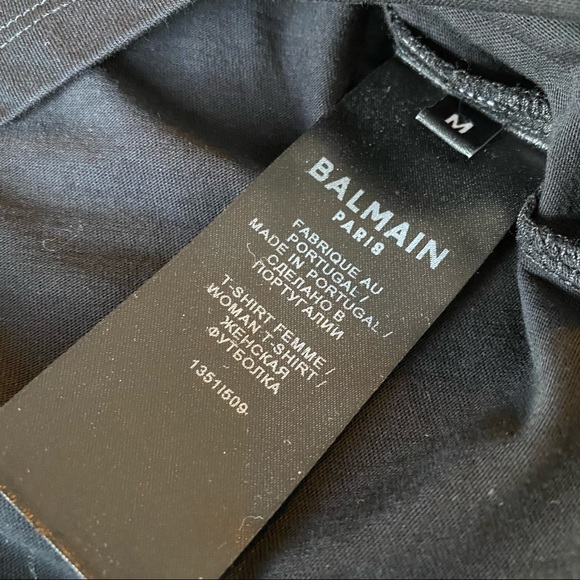 M
BALMAIN
PARIS
FABRIQUE AU
PORTUGAL /
MADE IN PORTUGAL /
СДЕЛАНО В
ПОРТУГАЛИИ
T-SHIRT FEMME /
WOMAN T-SHIRT /
ЖЕНСКАЯ
ФУТБОЛКА
1351I509